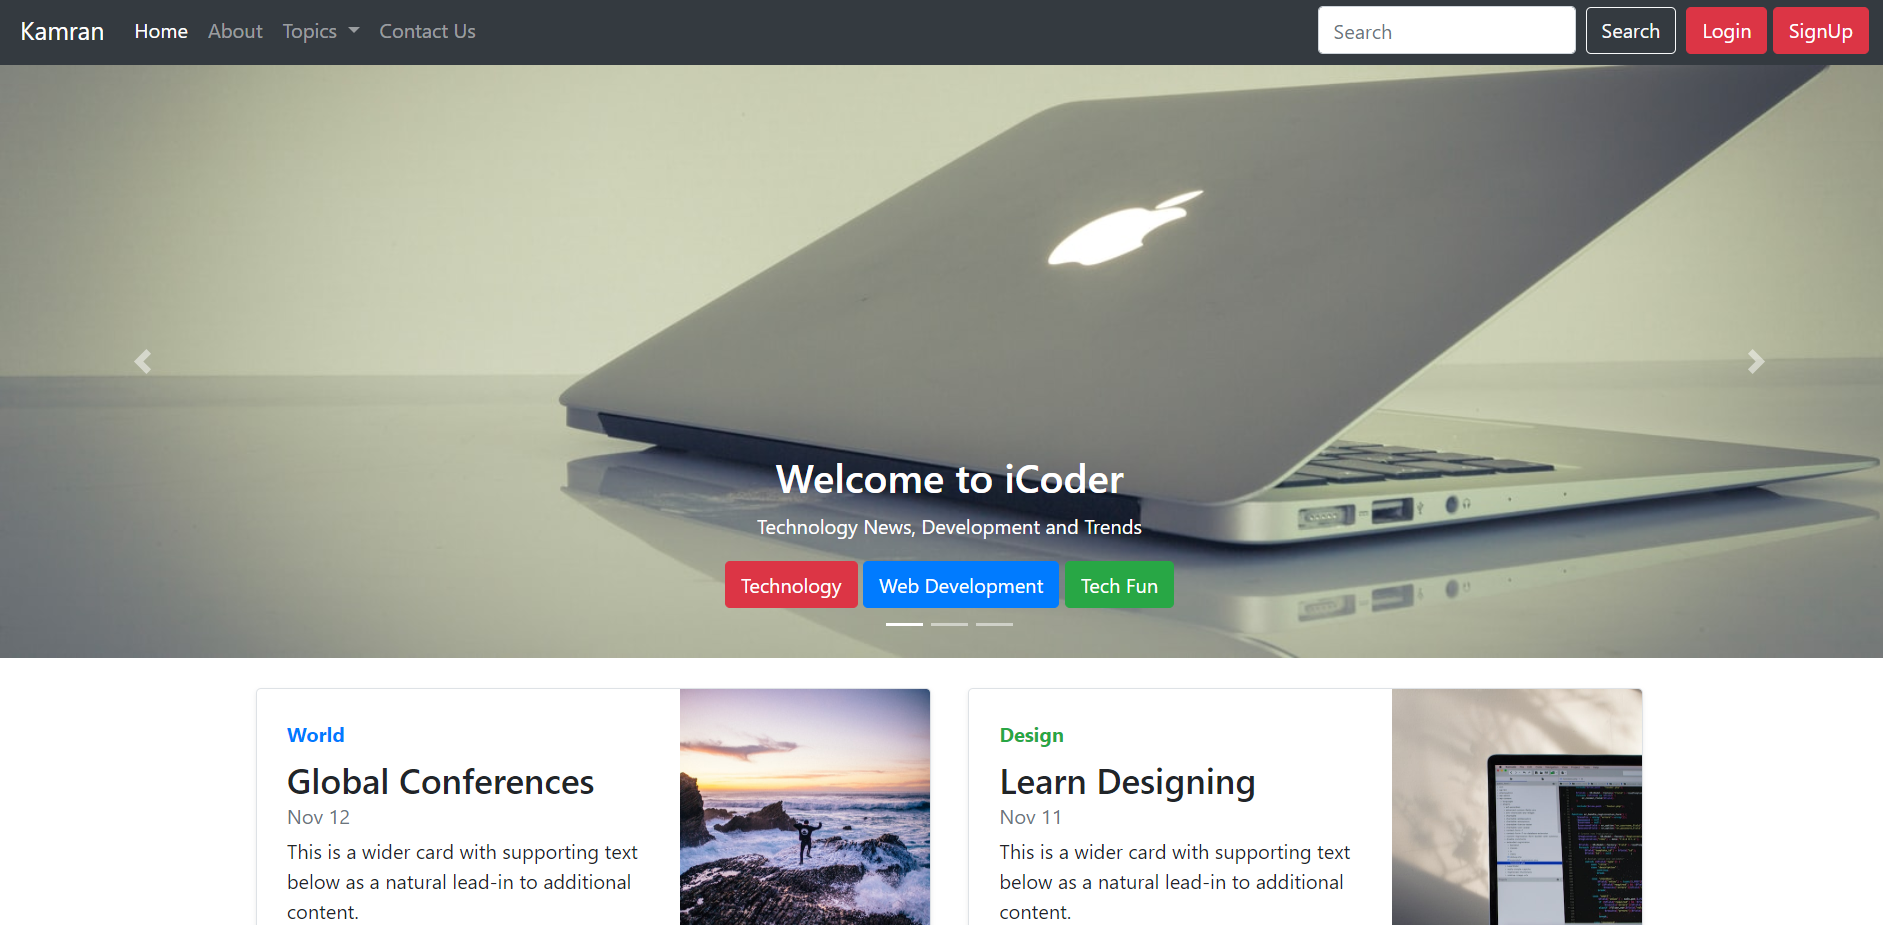 Kamran Home About Topics Contact Us Search Search Login SignUp
Welcome to iCoder
Technology News, Development and Trends
Technology Web Development Tech Fun
World
Global Conferences
Nov 12
This is a wider card with supporting text
below as a natural lead-in to additional
content.
Design
Learn Designing
Nov 11
This is a wider card with supporting text
below as a natural lead-in to additional
content.